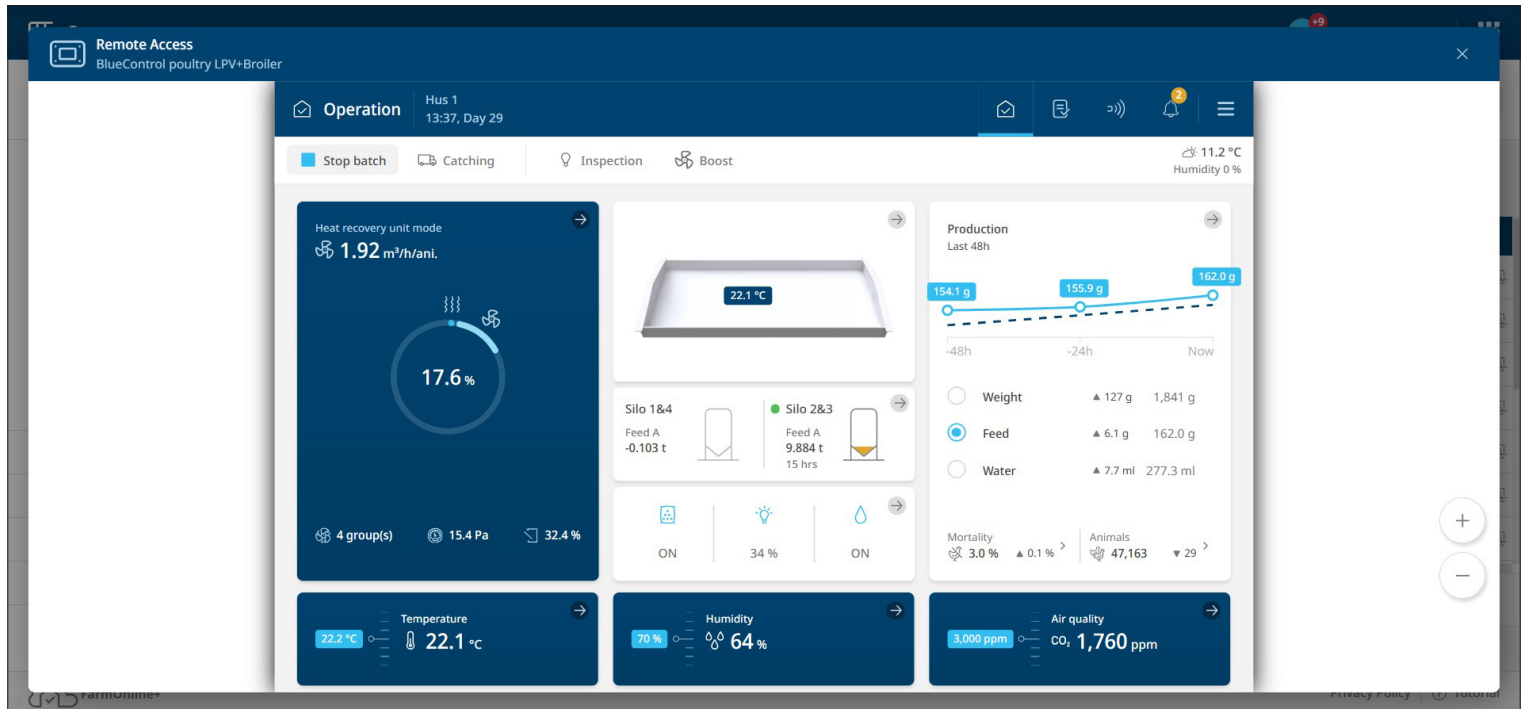 +9
Remote Access
BlueControl poultry LPV+Broiler
Operation
Hus 1
13:37, Day 29
2
Stop batch
Catching
Inspection
Boost
11.2 °C
Humidity 0 %
Heat recovery unit mode
1.92 m³/h/ani.
17.6 %
4 group(s)
15.4 Pa
32.4 %
22.1 °C
Silo 1&4
Feed A
-0.103 t
Silo 2&3
Feed A
9.884 t
15 hrs
ON
34 %
ON
Production
Last 48h
154.1 g
155.9 g
162.0 g
-48h
-24h
Now
Weight ▲ 127 g 1,841 g
Feed ▲ 6.1 g 162.0 g
Water ▲ 7.7 ml 277.3 ml
Mortality
3.0 % ▲ 0.1 %
Animals
47,163 ▼ 29
Temperature
22.2 °C
22.1 °C
Humidity
70 %
64 %
Air quality
3,000 ppm
CO₂ 1,760 ppm
FarmOnline+
Privacy Policy
Tutorial